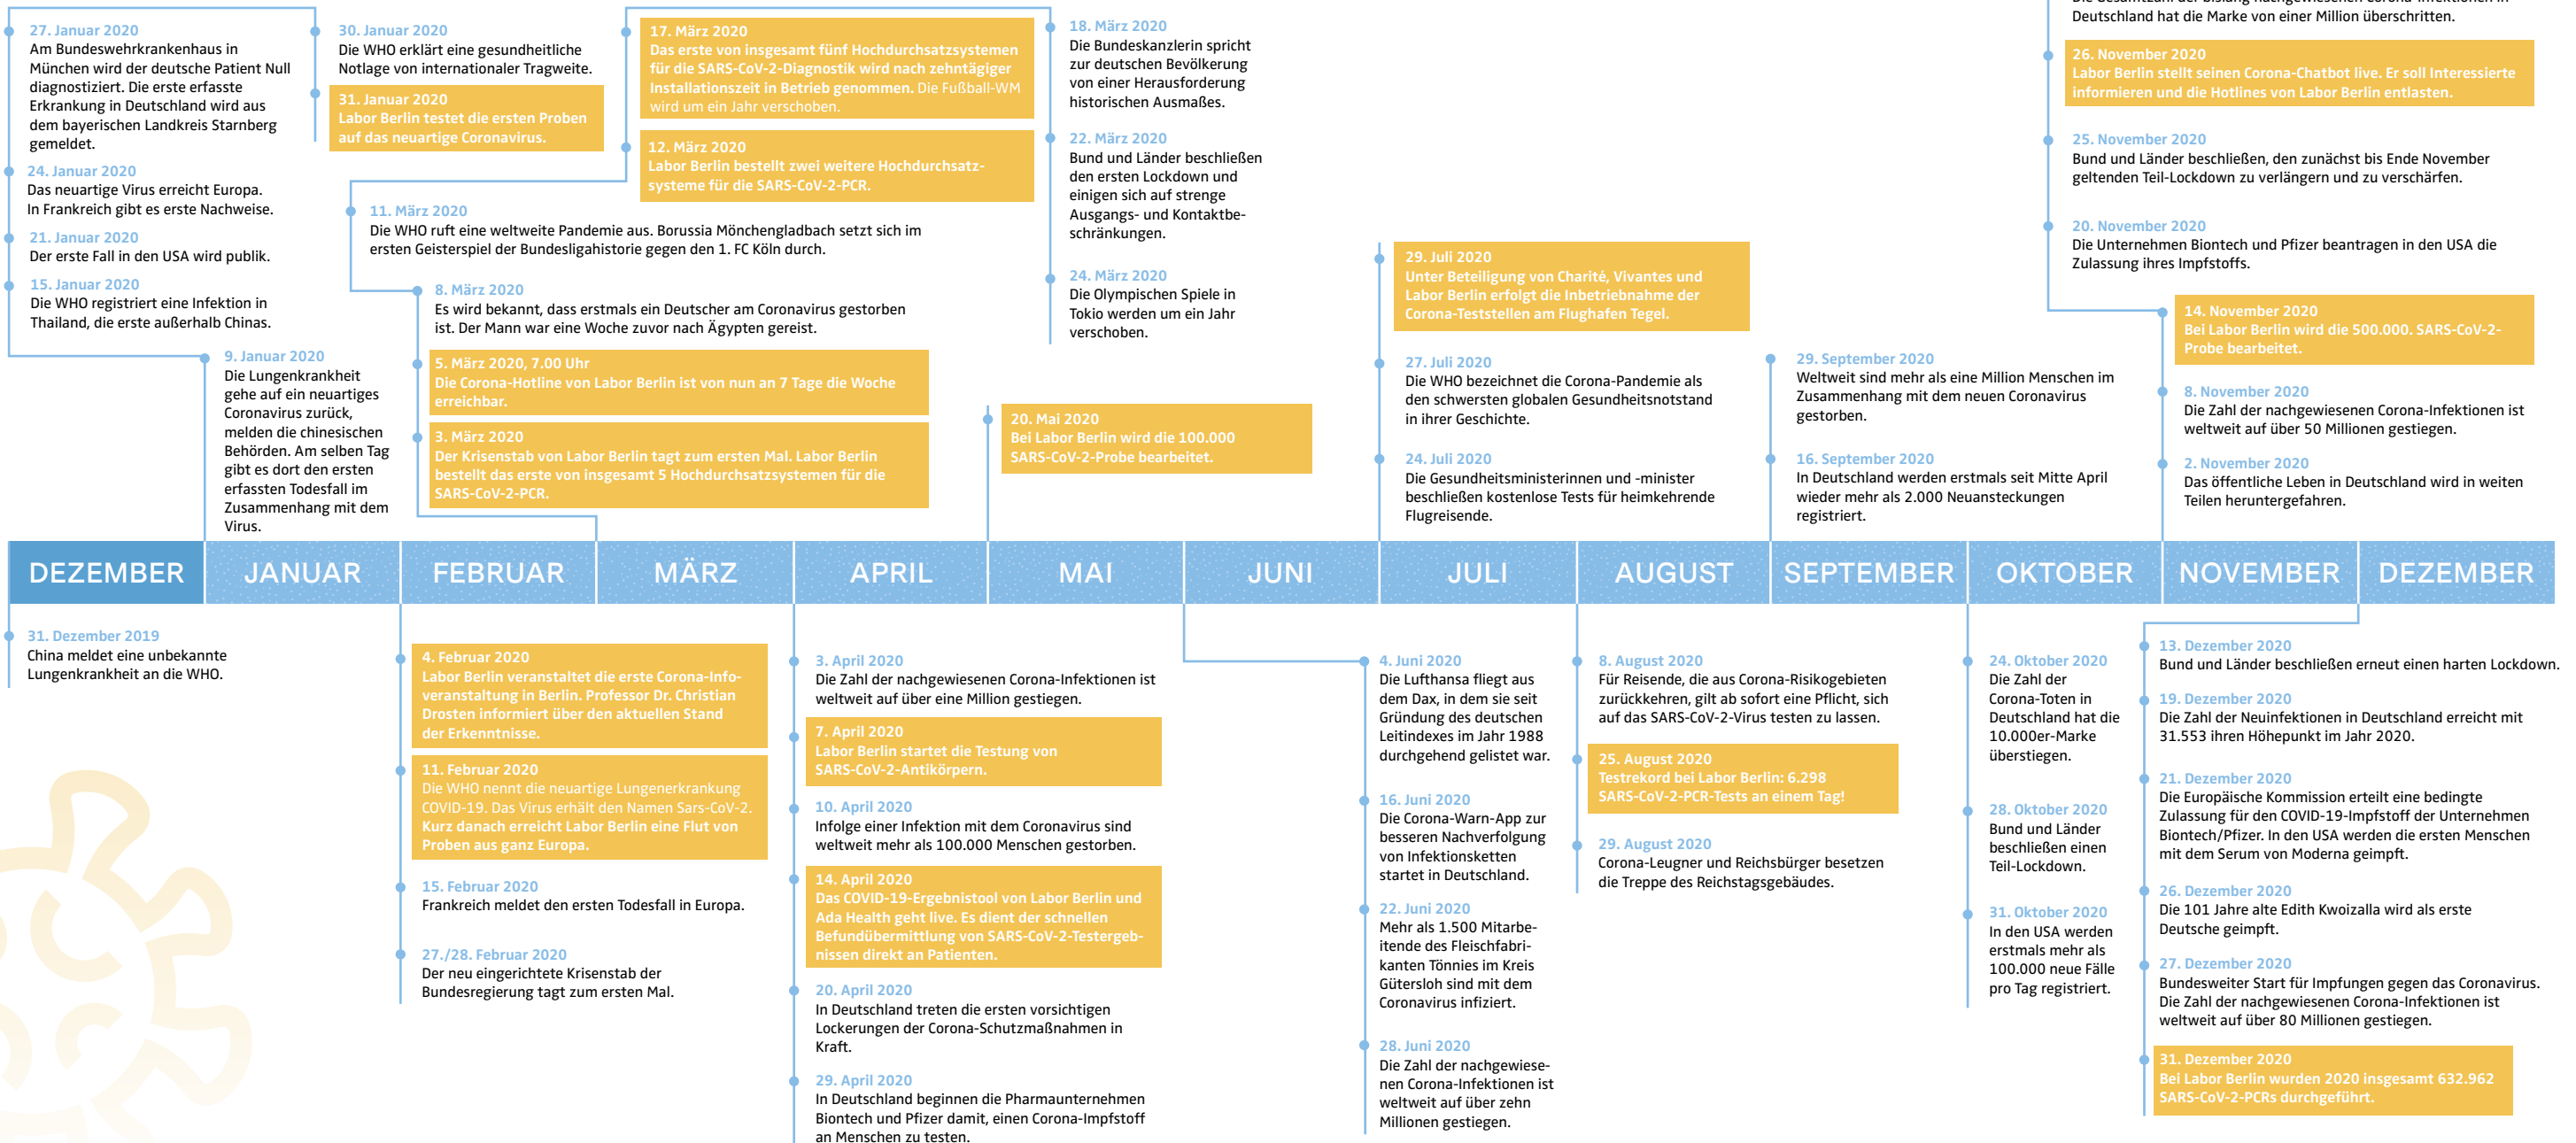 27. Januar 2020
Am Bundeswehrkrankenhaus in
München wird der deutsche Patient Null
diagnostiziert. Die erste erfasste
Erkrankung in Deutschland wird aus
dem bayerischen Landkreis Starnberg
gemeldet.
24. Januar 2020
Das neuartige Virus erreicht Europa.
In Frankreich gibt es erste Nachweise.
21. Januar 2020
Der erste Fall in den USA wird publik.
15. Januar 2020
Die WHO registriert eine Infektion in
Thailand, die erste außerhalb Chinas.
9. Januar 2020
Die Lungenkrankheit
gehe auf ein neuartiges
Coronavirus zurück,
melden die chinesischen
Behörden. Am selben Tag
gibt es dort den ersten
erfassten Todesfall im
Zusammenhang mit dem
Virus.
30. Januar 2020
Die WHO erklärt eine gesundheitliche
Notlage von internationaler Tragweite.
31. Januar 2020
Labor Berlin testet die ersten Proben
auf das neuartige Coronavirus.
17. März 2020
Das erste von insgesamt fünf Hochdurchsatzsystemen
für die SARS-CoV-2-Diagnostik wird nach zehntägiger
Installationszeit in Betrieb genommen. Die Fußball-WM
wird um ein Jahr verschoben.
12. März 2020
Labor Berlin bestellt zwei weitere Hochdurchsatz-
systeme für die SARS-CoV-2-PCR.
11. März 2020
Die WHO ruft eine weltweite Pandemie aus. Borussia Mönchengladbach setzt sich im
ersten Geisterspiel der Bundesligahistorie gegen den 1. FC Köln durch.
8. März 2020
Es wird bekannt, dass erstmals ein Deutscher am Coronavirus gestorben
ist. Der Mann war eine Woche zuvor nach Ägypten gereist.
5. März 2020, 7.00 Uhr
Die Corona-Hotline von Labor Berlin ist von nun an 7 Tage die Woche
erreichbar.
3. März 2020
Der Krisenstab von Labor Berlin tagt zum ersten Mal. Labor Berlin
bestellt das erste von insgesamt 5 Hochdurchsatzsystemen für die
SARS-CoV-2-PCR.
18. März 2020
Die Bundeskanzlerin spricht
zur deutschen Bevölkerung
von einer Herausforderung
historischen Ausmaßes.
22. März 2020
Bund und Länder beschließen
den ersten Lockdown und
einigen sich auf strenge
Ausgangs- und Kontaktbe-
schränkungen.
24. März 2020
Die Olympischen Spiele in
Tokio werden um ein Jahr
verschoben.
20. Mai 2020
Bei Labor Berlin wird die 100.000
SARS-CoV-2-Probe bearbeitet.
29. Juli 2020
Unter Beteiligung von Charité, Vivantes und
Labor Berlin erfolgt die Inbetriebnahme der
Corona-Teststellen am Flughafen Tegel.
27. Juli 2020
Die WHO bezeichnet die Corona-Pandemie als
den schwersten globalen Gesundheitsnotstand
in ihrer Geschichte.
24. Juli 2020
Die Gesundheitsministerinnen und -minister
beschließen kostenlose Tests für heimkehrende
Flugreisende.
29. September 2020
Weltweit sind mehr als eine Million Menschen im
Zusammenhang mit dem neuen Coronavirus
gestorben.
16. September 2020
In Deutschland werden erstmals seit Mitte April
wieder mehr als 2.000 Neuansteckungen
registriert.
Die Gesamtzahl der bislang nachgewiesenen Corona-Infektionen in
Deutschland hat die Marke von einer Million überschritten.
26. November 2020
Labor Berlin stellt seinen Corona-Chatbot live. Er soll Interessierte
informieren und die Hotlines von Labor Berlin entlasten.
25. November 2020
Bund und Länder beschließen, den zunächst bis Ende November
geltenden Teil-Lockdown zu verlängern und zu verschärfen.
20. November 2020
Die Unternehmen Biontech und Pfizer beantragen in den USA die
Zulassung ihres Impfstoffs.
14. November 2020
Bei Labor Berlin wird die 500.000. SARS-CoV-2-
Probe bearbeitet.
8. November 2020
Die Zahl der nachgewiesenen Corona-Infektionen ist
weltweit auf über 50 Millionen gestiegen.
2. November 2020
Das öffentliche Leben in Deutschland wird in weiten
Teilen heruntergefahren.
DEZEMBER JANUAR FEBRUAR MÄRZ APRIL MAI JUNI JULI AUGUST SEPTEMBER OKTOBER NOVEMBER DEZEMBER
31. Dezember 2019
China meldet eine unbekannte
Lungenkrankheit an die WHO.
4. Februar 2020
Labor Berlin veranstaltet die erste Corona-Info-
veranstaltung in Berlin. Professor Dr. Christian
Drosten informiert über den aktuellen Stand
der Erkenntnisse.
11. Februar 2020
Die WHO nennt die neuartige Lungenerkrankung
COVID-19. Das Virus erhält den Namen Sars-CoV-2.
Kurz danach erreicht Labor Berlin eine Flut von
Proben aus ganz Europa.
15. Februar 2020
Frankreich meldet den ersten Todesfall in Europa.
27./28. Februar 2020
Der neu eingerichtete Krisenstab der
Bundesregierung tagt zum ersten Mal.
3. April 2020
Die Zahl der nachgewiesenen Corona-Infektionen ist
weltweit auf über eine Million gestiegen.
7. April 2020
Labor Berlin startet die Testung von
SARS-CoV-2-Antikörpern.
10. April 2020
Infolge einer Infektion mit dem Coronavirus sind
weltweit mehr als 100.000 Menschen gestorben.
14. April 2020
Das COVID-19-Ergebnistool von Labor Berlin und
Ada Health geht live. Es dient der schnellen
Befundübermittlung von SARS-CoV-2-Testergeb-
nissen direkt an Patienten.
20. April 2020
In Deutschland treten die ersten vorsichtigen
Lockerungen der Corona-Schutzmaßnahmen in
Kraft.
29. April 2020
In Deutschland beginnen die Pharmaunternehmen
Biontech und Pfizer damit, einen Corona-Impfstoff
an Menschen zu testen.
4. Juni 2020
Die Lufthansa fliegt aus
dem Dax, in dem sie seit
Gründung des deutschen
Leitindexes im Jahr 1988
durchgehend gelistet war.
16. Juni 2020
Die Corona-Warn-App zur
besseren Nachverfolgung
von Infektionsketten
startet in Deutschland.
22. Juni 2020
Mehr als 1.500 Mitarbe-
itende des Fleischfabri-
kanten Tönnies im Kreis
Gütersloh sind mit dem
Coronavirus infiziert.
28. Juni 2020
Die Zahl der nachgewiese-
nen Corona-Infektionen ist
weltweit auf über zehn
Millionen gestiegen.
8. August 2020
Für Reisende, die aus Corona-Risikogebieten
zurückkehren, gilt ab sofort eine Pflicht, sich
auf das SARS-CoV-2-Virus testen zu lassen.
25. August 2020
Testrekord bei Labor Berlin: 6.298
SARS-CoV-2-PCR-Tests an einem Tag!
29. August 2020
Corona-Leugner und Reichsbürger besetzen
die Treppe des Reichstagsgebäudes.
24. Oktober 2020
Die Zahl der
Corona-Toten in
Deutschland hat die
10.000er-Marke
überstiegen.
28. Oktober 2020
Bund und Länder
beschließen einen
Teil-Lockdown.
31. Oktober 2020
In den USA werden
erstmals mehr als
100.000 neue Fälle
pro Tag registriert.
13. Dezember 2020
Bund und Länder beschließen erneut einen harten Lockdown.
19. Dezember 2020
Die Zahl der Neuinfektionen in Deutschland erreicht mit
31.553 ihren Höhepunkt im Jahr 2020.
21. Dezember 2020
Die Europäische Kommission erteilt eine bedingte
Zulassung für den COVID-19-Impfstoff der Unternehmen
Biontech/Pfizer. In den USA werden die ersten Menschen
mit dem Serum von Moderna geimpft.
26. Dezember 2020
Die 101 Jahre alte Edith Kwoizalla wird als erste
Deutsche geimpft.
27. Dezember 2020
Bundesweiter Start für Impfungen gegen das Coronavirus.
Die Zahl der nachgewiesenen Corona-Infektionen ist
weltweit auf über 80 Millionen gestiegen.
31. Dezember 2020
Bei Labor Berlin wurden 2020 insgesamt 632.962
SARS-CoV-2-PCRs durchgeführt.